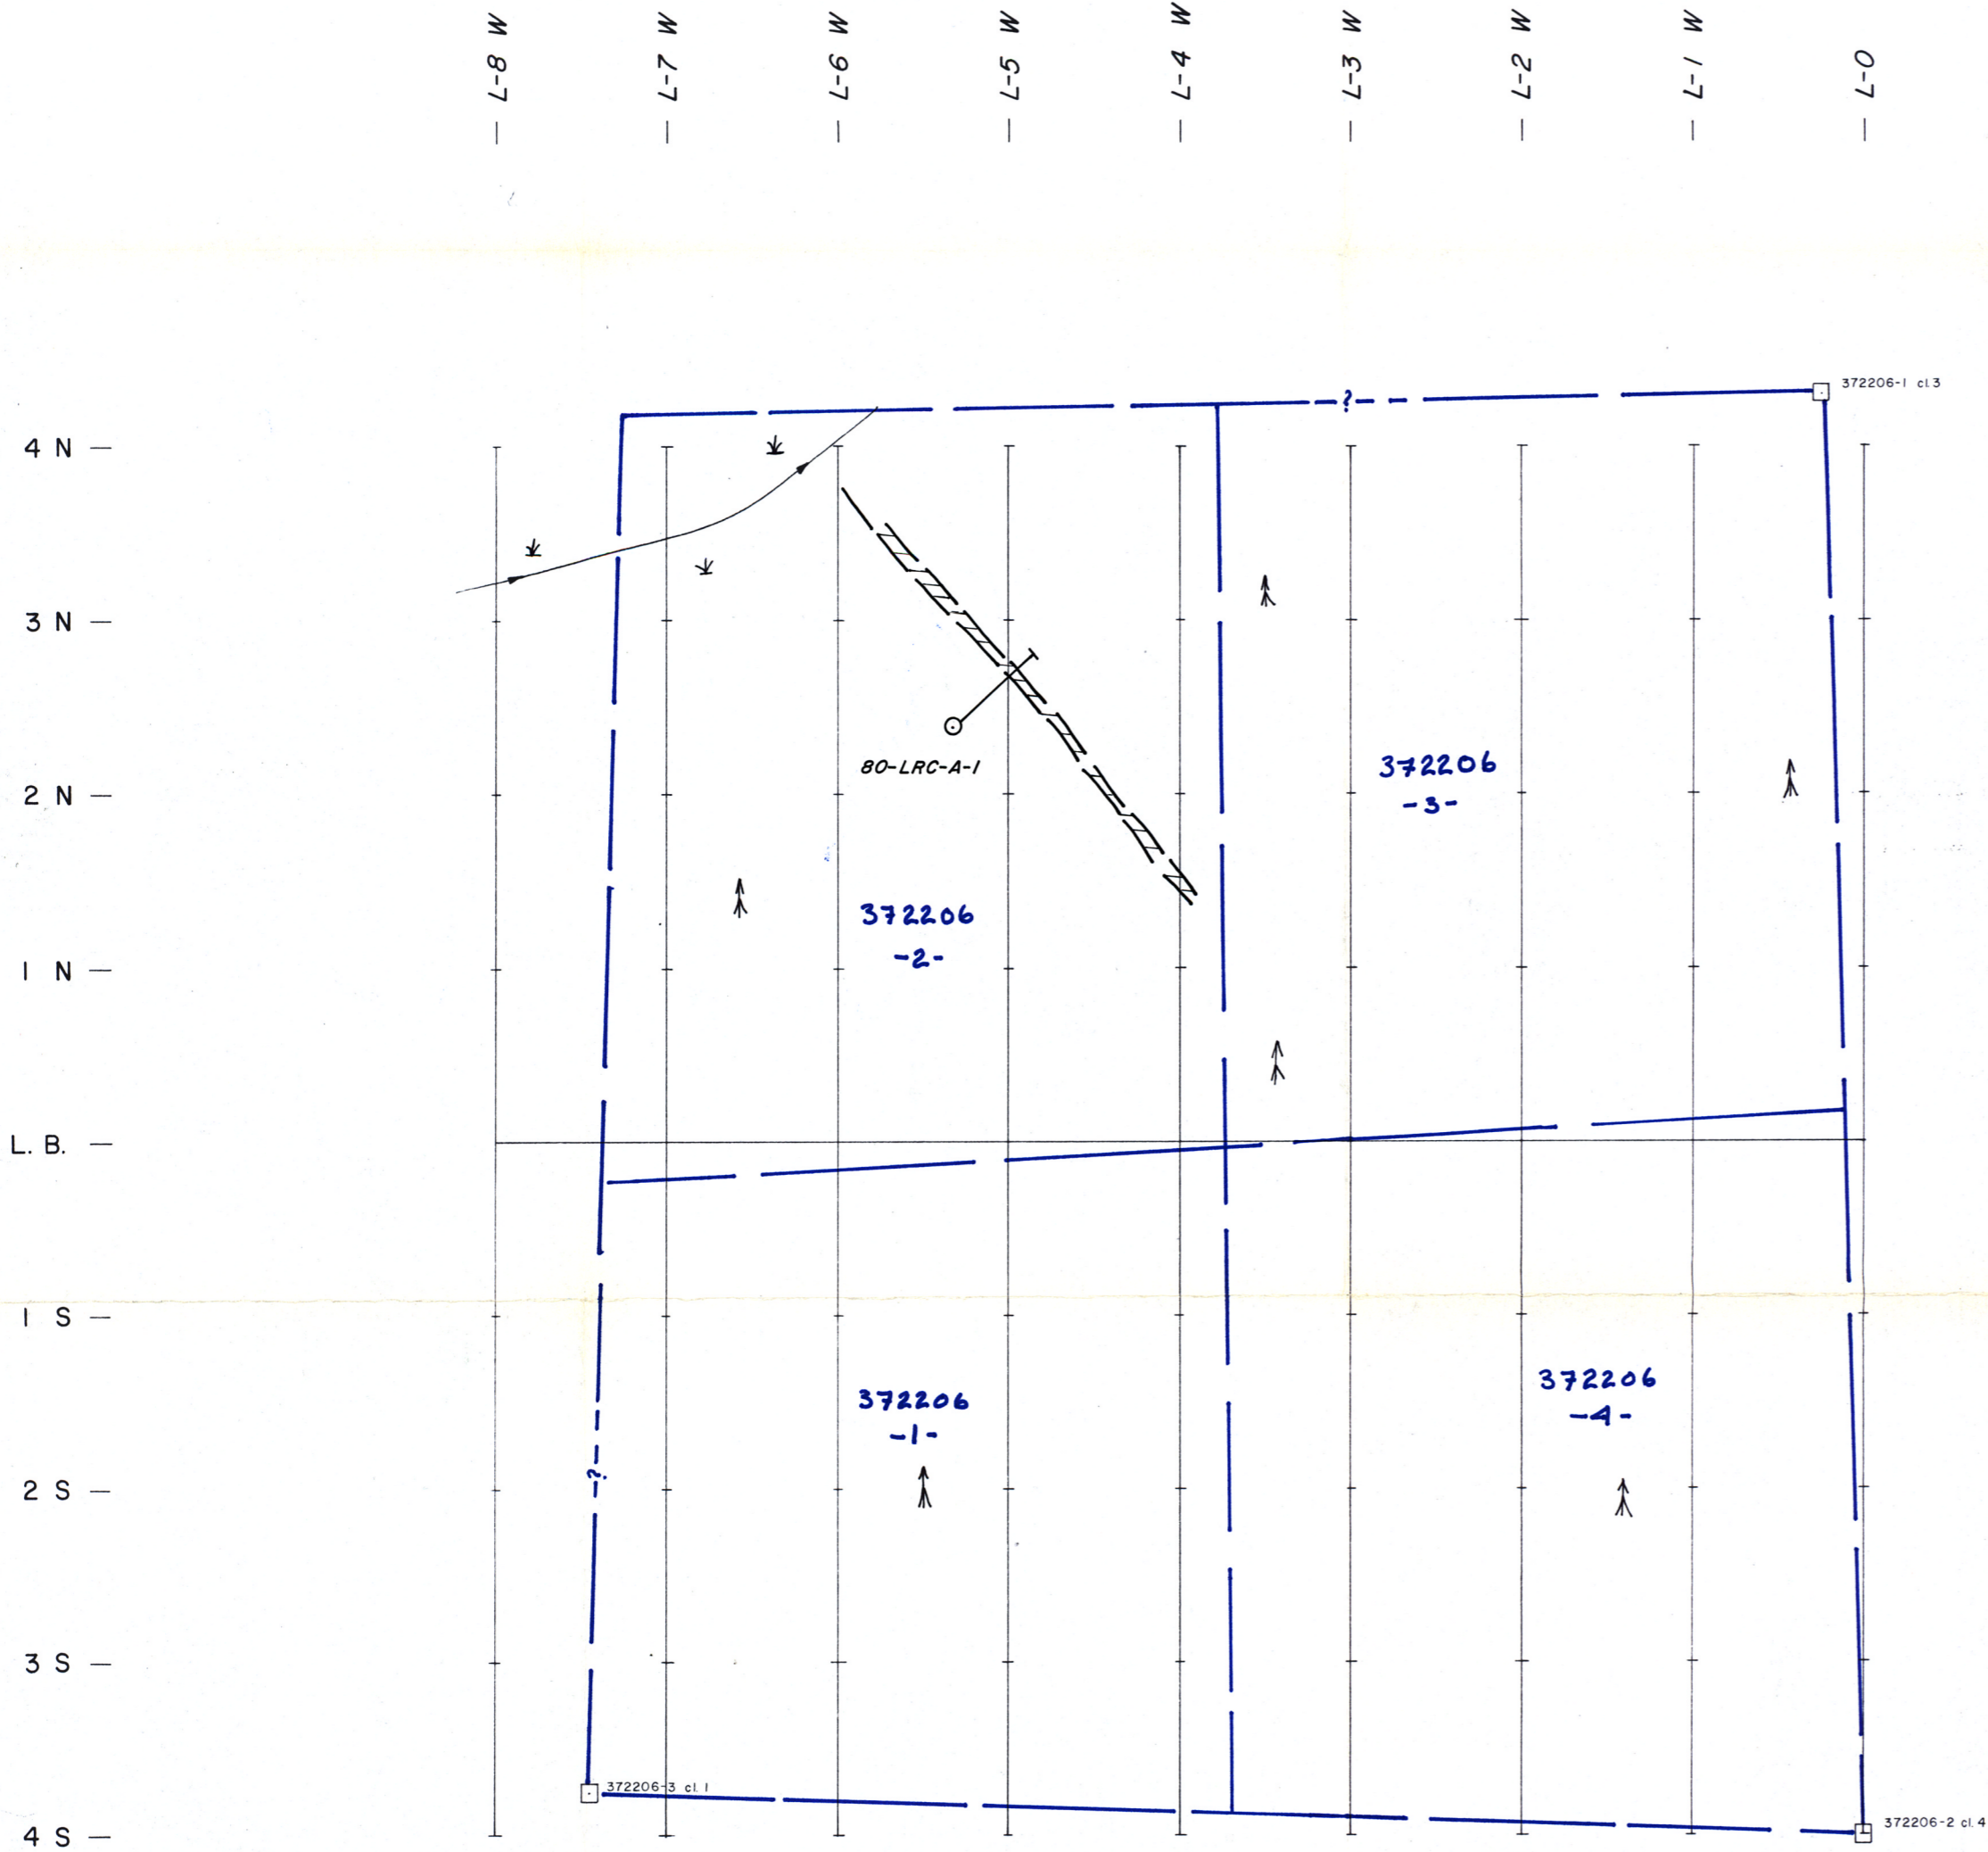 L-8 W
L-7 W
L-6 W
L-5 W
L-4 W
L-3 W
L-2 W
L-1 W
L-0
372206-1 cl.3
?
4 N
3 N
80-LRC-A-1
372206
-3-
2 N
372206
-2-
1 N
L. B.
1 S
372206
-4-
372206
-1-
?
2 S
3 S
372206-3 cl. 1
372206-2 cl. 4
4 S